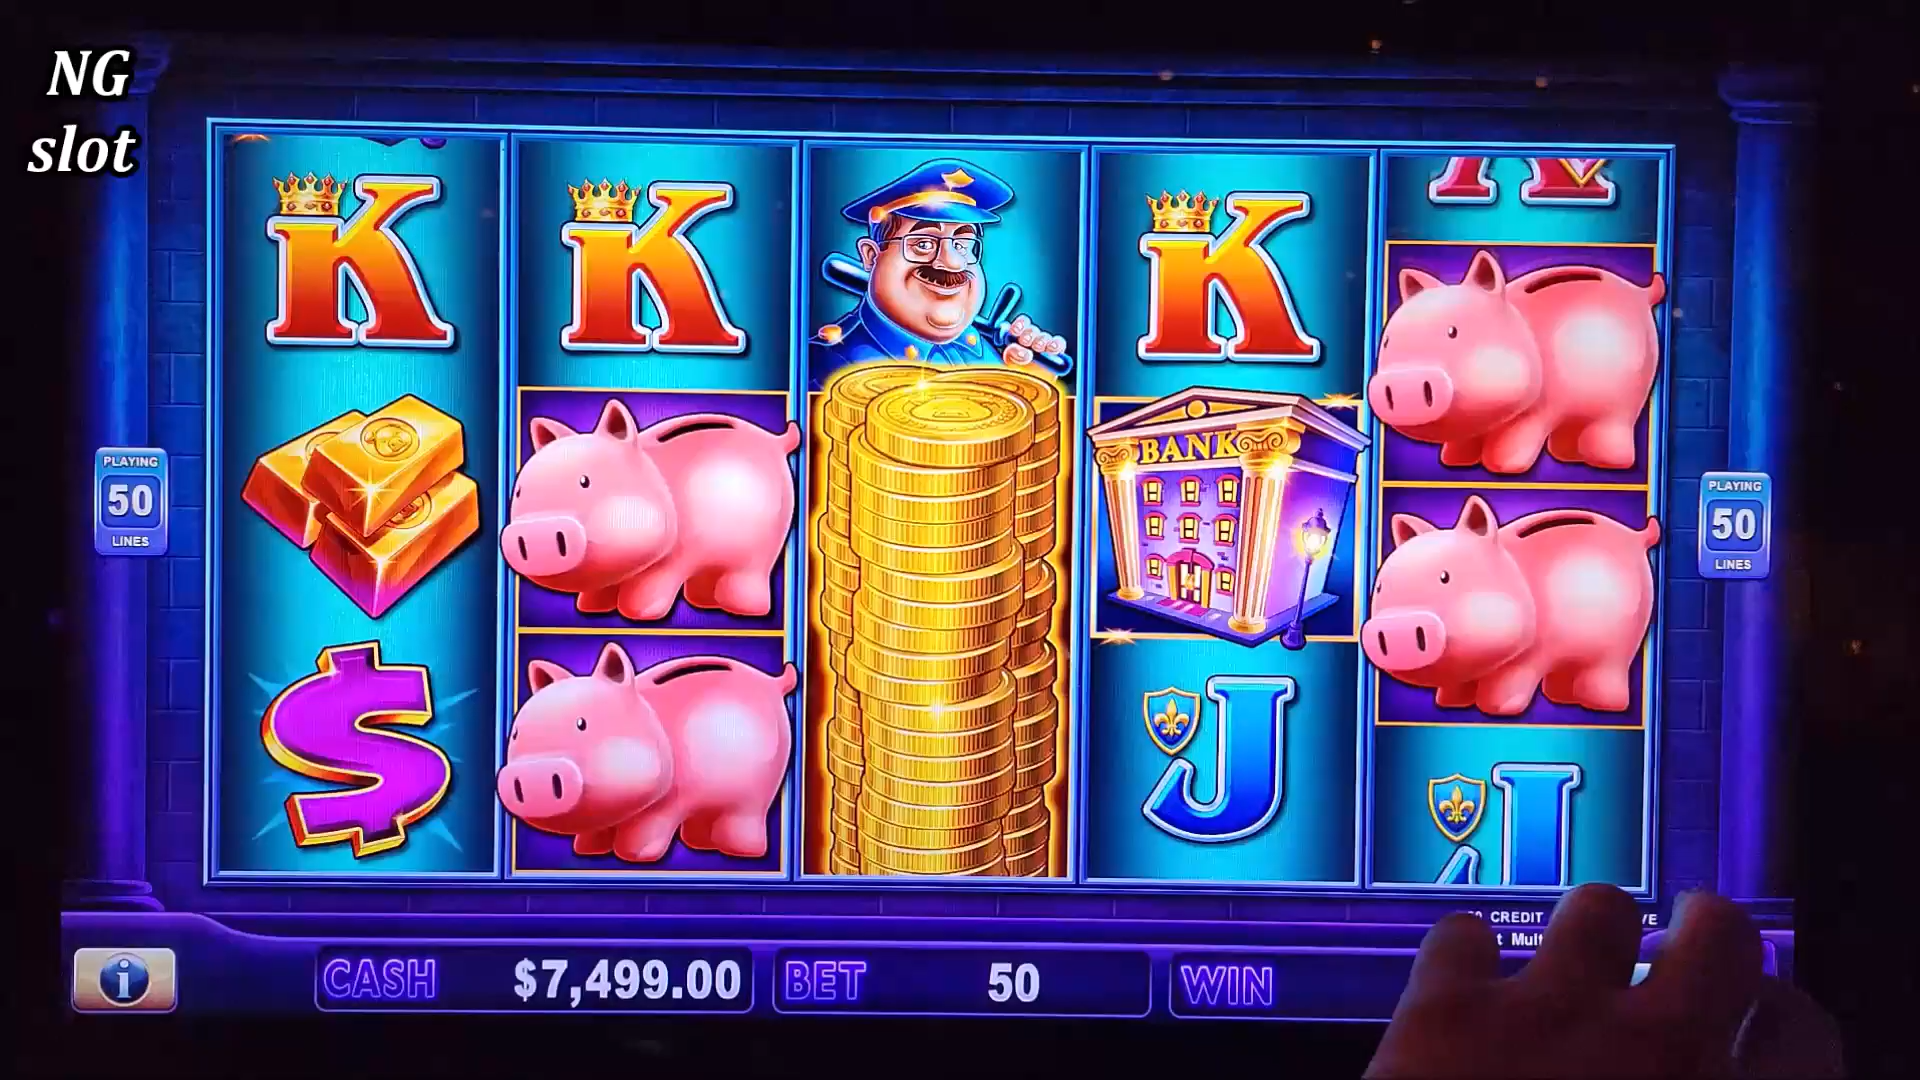 NG
slot
K
K
K
BANK
$
J
J
PLAYING
50
LINES
PLAYING
50
LINES
CREDIT
CASH $7,499.00
BET 50
WIN
i